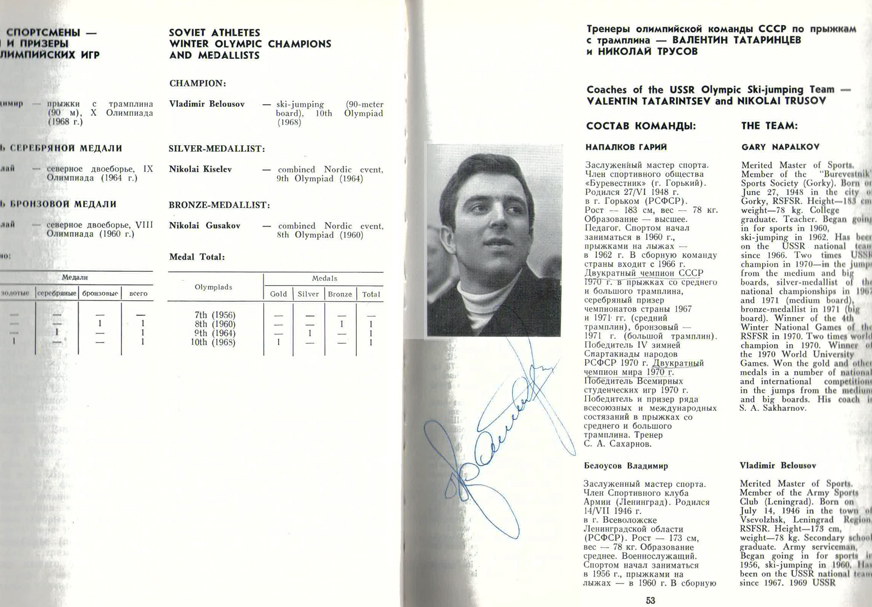 СПОРТСМЕНЫ —
И ПРИЗЕРЫ
ЛИМПИЙСКИХ ИГР
димир — прыжки с трамплина
(90 м), X Олимпиада
(1968 г.)
Ь СЕРЕБРЯНОЙ МЕДАЛИ
лай — северное двоеборье, IX
Олимпиада (1964 г.)
Ь БРОНЗОВОЙ МЕДАЛИ
лай — северное двоеборье, VIII
Олимпиада (1960 г.)
но:
Медали
золотые серебряные бронзовые всего
— — — —
— — 1 1
— 1 — 1
1 — — 1
SOVIET ATHLETES
WINTER OLYMPIC CHAMPIONS
AND MEDALLISTS
CHAMPION:
Vladimir Belousov — ski-jumping (90-meter
board), 10th Olympiad
(1968)
SILVER-MEDALLIST:
Nikolai Kiselev — combined Nordic event,
9th Olympiad (1964)
BRONZE-MEDALLIST:
Nikolai Gusakov — combined Nordic event,
8th Olympiad (1960)
Medal Total:
Olympiads Medals
Gold Silver Bronze Total
7th (1956) — — — —
8th (1960) — — 1 1
9th (1964) — 1 — 1
10th (1968) 1 — — 1
Тренеры олимпийской команды СССР по прыжкам
с трамплина — ВАЛЕНТИН ТАТАРИНЦЕВ
и НИКОЛАЙ ТРУСОВ
Coaches of the USSR Olympic Ski-jumping Team —
VALENTIN TATARINTSEV and NIKOLAI TRUSOV
СОСТАВ КОМАНДЫ:
НАПАЛКОВ ГАРИЙ
Заслуженный мастер спорта.
Член спортивного общества
«Буревестник» (г. Горький).
Родился 27/VI 1948 г.
в г. Горьком (РСФСР).
Рост — 183 см, вес — 78 кг.
Образование — высшее.
Педагог. Спортом начал
заниматься в 1960 г.,
прыжками на лыжах —
в 1962 г. В сборную команду
страны входит с 1966 г.
Двукратный чемпион СССР
1970 г. в прыжках со среднего
и большого трамплина,
серебряный призер
чемпионатов страны 1967
и 1971 гг. (средний
трамплин), бронзовый —
1971 г. (большой трамплин).
Победитель IV зимней
Спартакиады народов
РСФСР 1970 г. Двукратный
чемпион мира 1970 г.
Победитель Всемирных
студенческих игр 1970 г.
Победитель и призер ряда
всесоюзных и международных
состязаний в прыжках со
среднего и большого
трамплина. Тренер
С. А. Сахарнов.
Белоусов Владимир
Заслуженный мастер спорта.
Член Спортивного клуба
Армии (Ленинград). Родился
14/VII 1946 г.
в г. Всеволожске
Ленинградской области
(РСФСР). Рост — 173 см,
вес — 78 кг. Образование
среднее. Военнослужащий.
Спортом начал заниматься
в 1956 г., прыжками на
лыжах — в 1960 г. В сборную
THE TEAM:
GARY NAPALKOV
Merited Master of Sports.
Member of the "Burevestnik"
Sports Society (Gorky). Born on
June 27, 1948 in the city of
Gorky, RSFSR. Height—183 cm,
weight—78 kg. College
graduate. Teacher. Began going
in for sports in 1960,
ski-jumping in 1962. Has been
on the USSR national team
since 1966. Two times USSR
champion in 1970—in the jumps
from the medium and big
boards, silver-medallist of the
national championships in 1967
and 1971 (medium board),
bronze-medallist in 1971 (big
board). Winner of the 4th
Winter National Games of the
RSFSR in 1970. Two times world
champion in 1970. Winner of
the 1970 World University
Games. Won the gold and other
medals in a number of national
and international competitions
in the jumps from the medium
and big boards. His coach is
S. A. Sakharnov.
Vladimir Belousov
Merited Master of Sports.
Member of the Army Sports
Club (Leningrad). Born on
July 14, 1946 in the town of
Vsevolzhsk, Leningrad Region,
RSFSR. Height—173 cm,
weight—78 kg. Secondary school
graduate. Army serviceman.
Began going in for sports in
1956, ski-jumping in 1960. Has
been on the USSR national team
since 1967. 1969 USSR
53